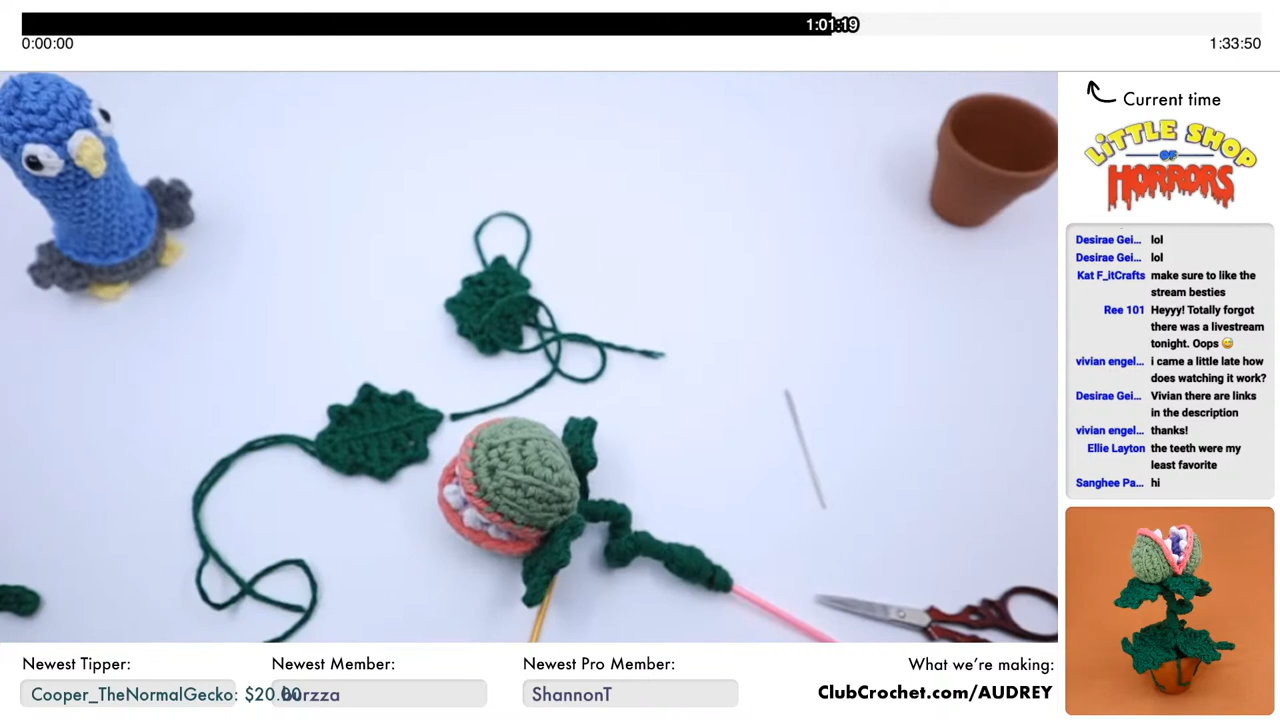 1:01:19
0:00:00
1:33:50
Current time
LiTTLE SHOP
OF
HORRORS
Desirae Gei... lol
Desirae Gei... lol
Kat F_itCrafts make sure to like the
stream besties
Ree 101 Heyyy! Totally forgot
there was a livestream
tonight. Oops 😅
vivian engel... i came a little late how
does watching it work?
Desirae Gei... Vivian there are links
in the description
vivian engel... thanks!
Ellie Layton the teeth were my
least favorite
Sanghee Pa... hi
Newest Tipper:
Newest Member:
Newest Pro Member:
What we're making:
Cooper_TheNormalGecko: $20.00
ShannonT
ClubCrochet.com/AUDREY